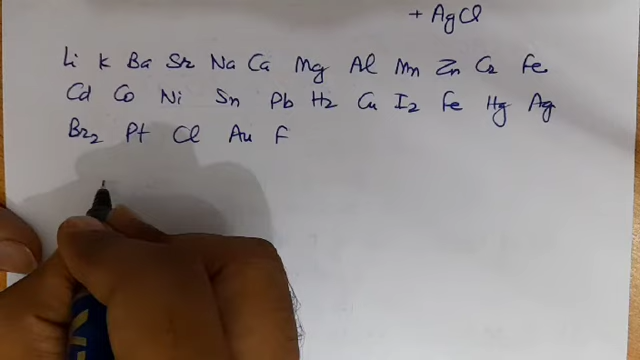 + AgCl
Li K Ba Sr Na Ca Mg Al Mn Zn Cr Fe
Cd Co Ni Sn Pb H2 Cu I2 Fe Hg Ag
Br2 Pt Cl Au F